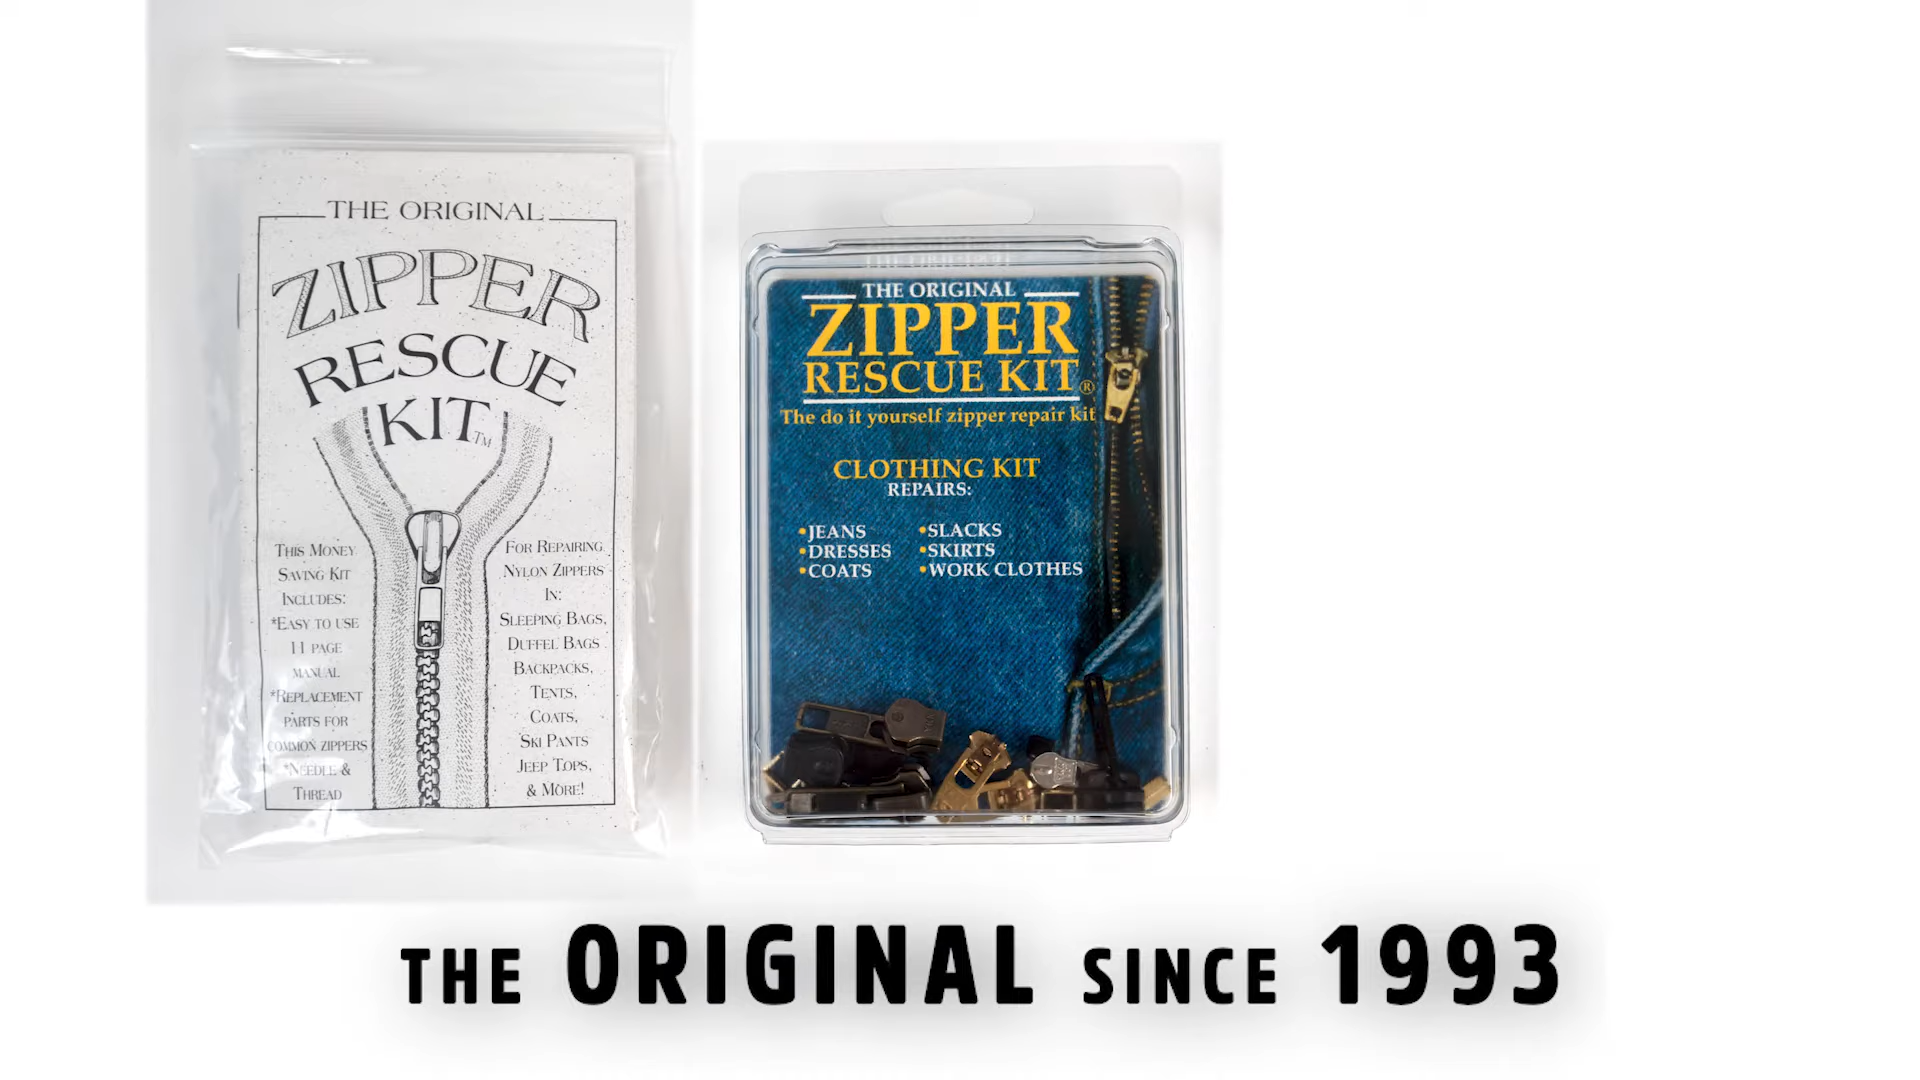 THE ORIGINAL
ZIPPER
RESCUE
KIT™
THIS MONEY
SAVING KIT
INCLUDES:
*EASY TO USE
11 PAGE
MANUAL
*REPLACEMENT
PARTS FOR
COMMON ZIPPERS
*NEEDLE &
THREAD
FOR REPAIRING
NYLON ZIPPERS
IN:
SLEEPING BAGS,
DUFFEL BAGS
BACKPACKS,
TENTS,
COATS,
SKI PANTS
JEEP TOPS,
& MORE!
THE ORIGINAL
ZIPPER
RESCUE KIT®
The do it yourself zipper repair kit
CLOTHING KIT
REPAIRS:
•JEANS
•DRESSES
•COATS
•SLACKS
•SKIRTS
•WORK CLOTHES
THE ORIGINAL SINCE 1993